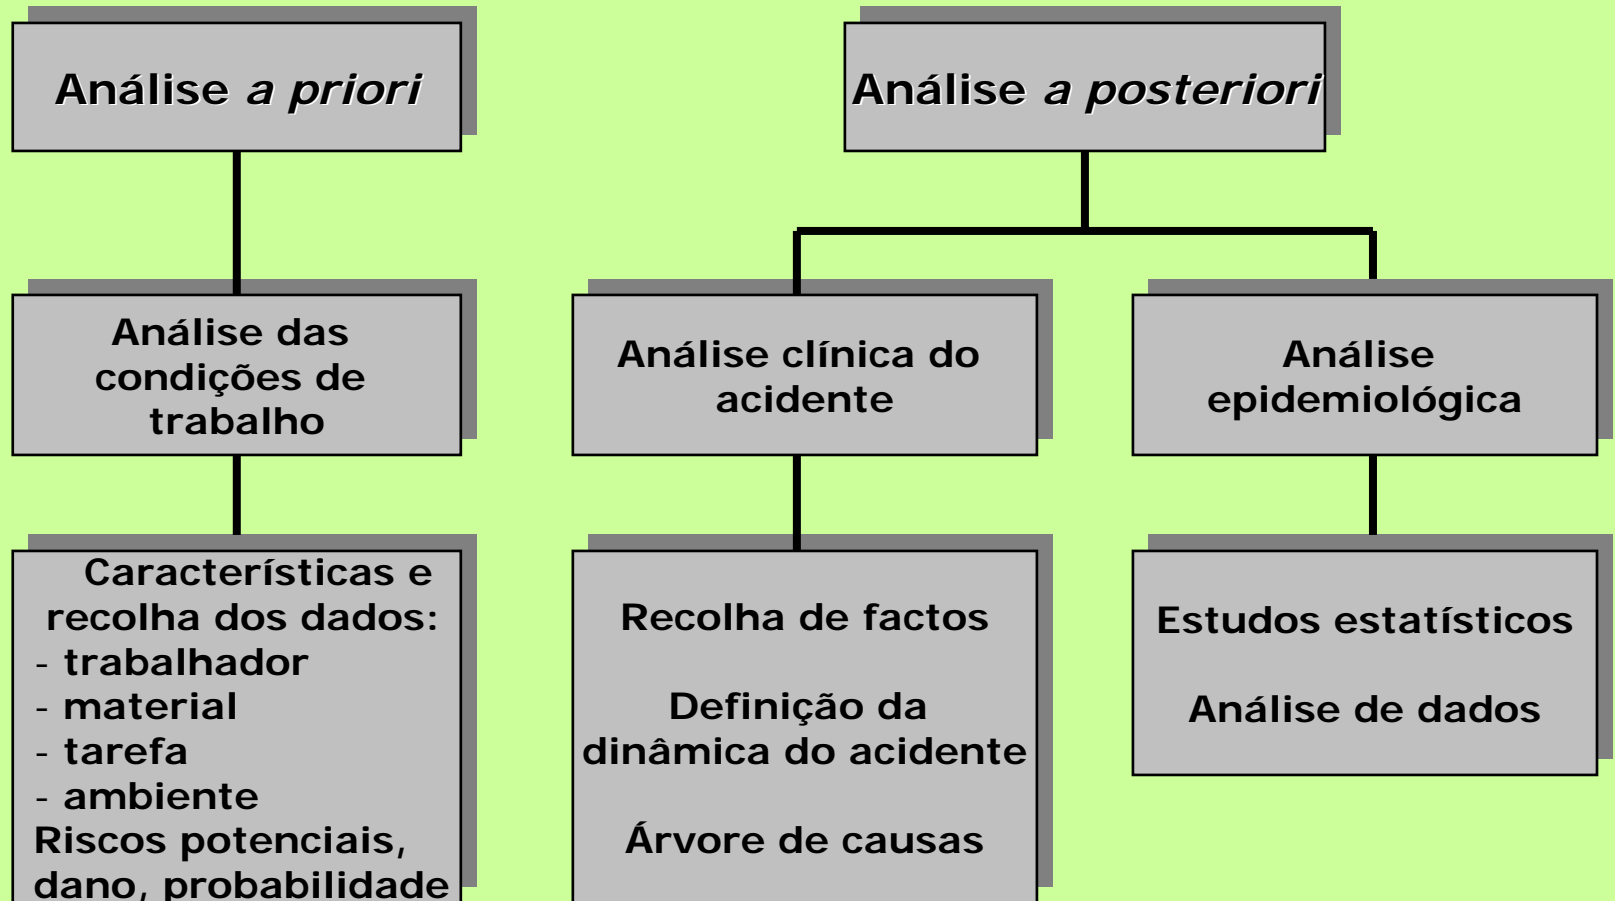 Análise a priori
Análise a posteriori
Análise das
condições de
trabalho
Análise clínica do
acidente
Análise
epidemiológica
Características e
recolha dos dados:
- trabalhador
- material
- tarefa
- ambiente
Riscos potenciais,
dano, probabilidade
Recolha de factos
Definição da
dinâmica do acidente
Árvore de causas
Estudos estatísticos
Análise de dados